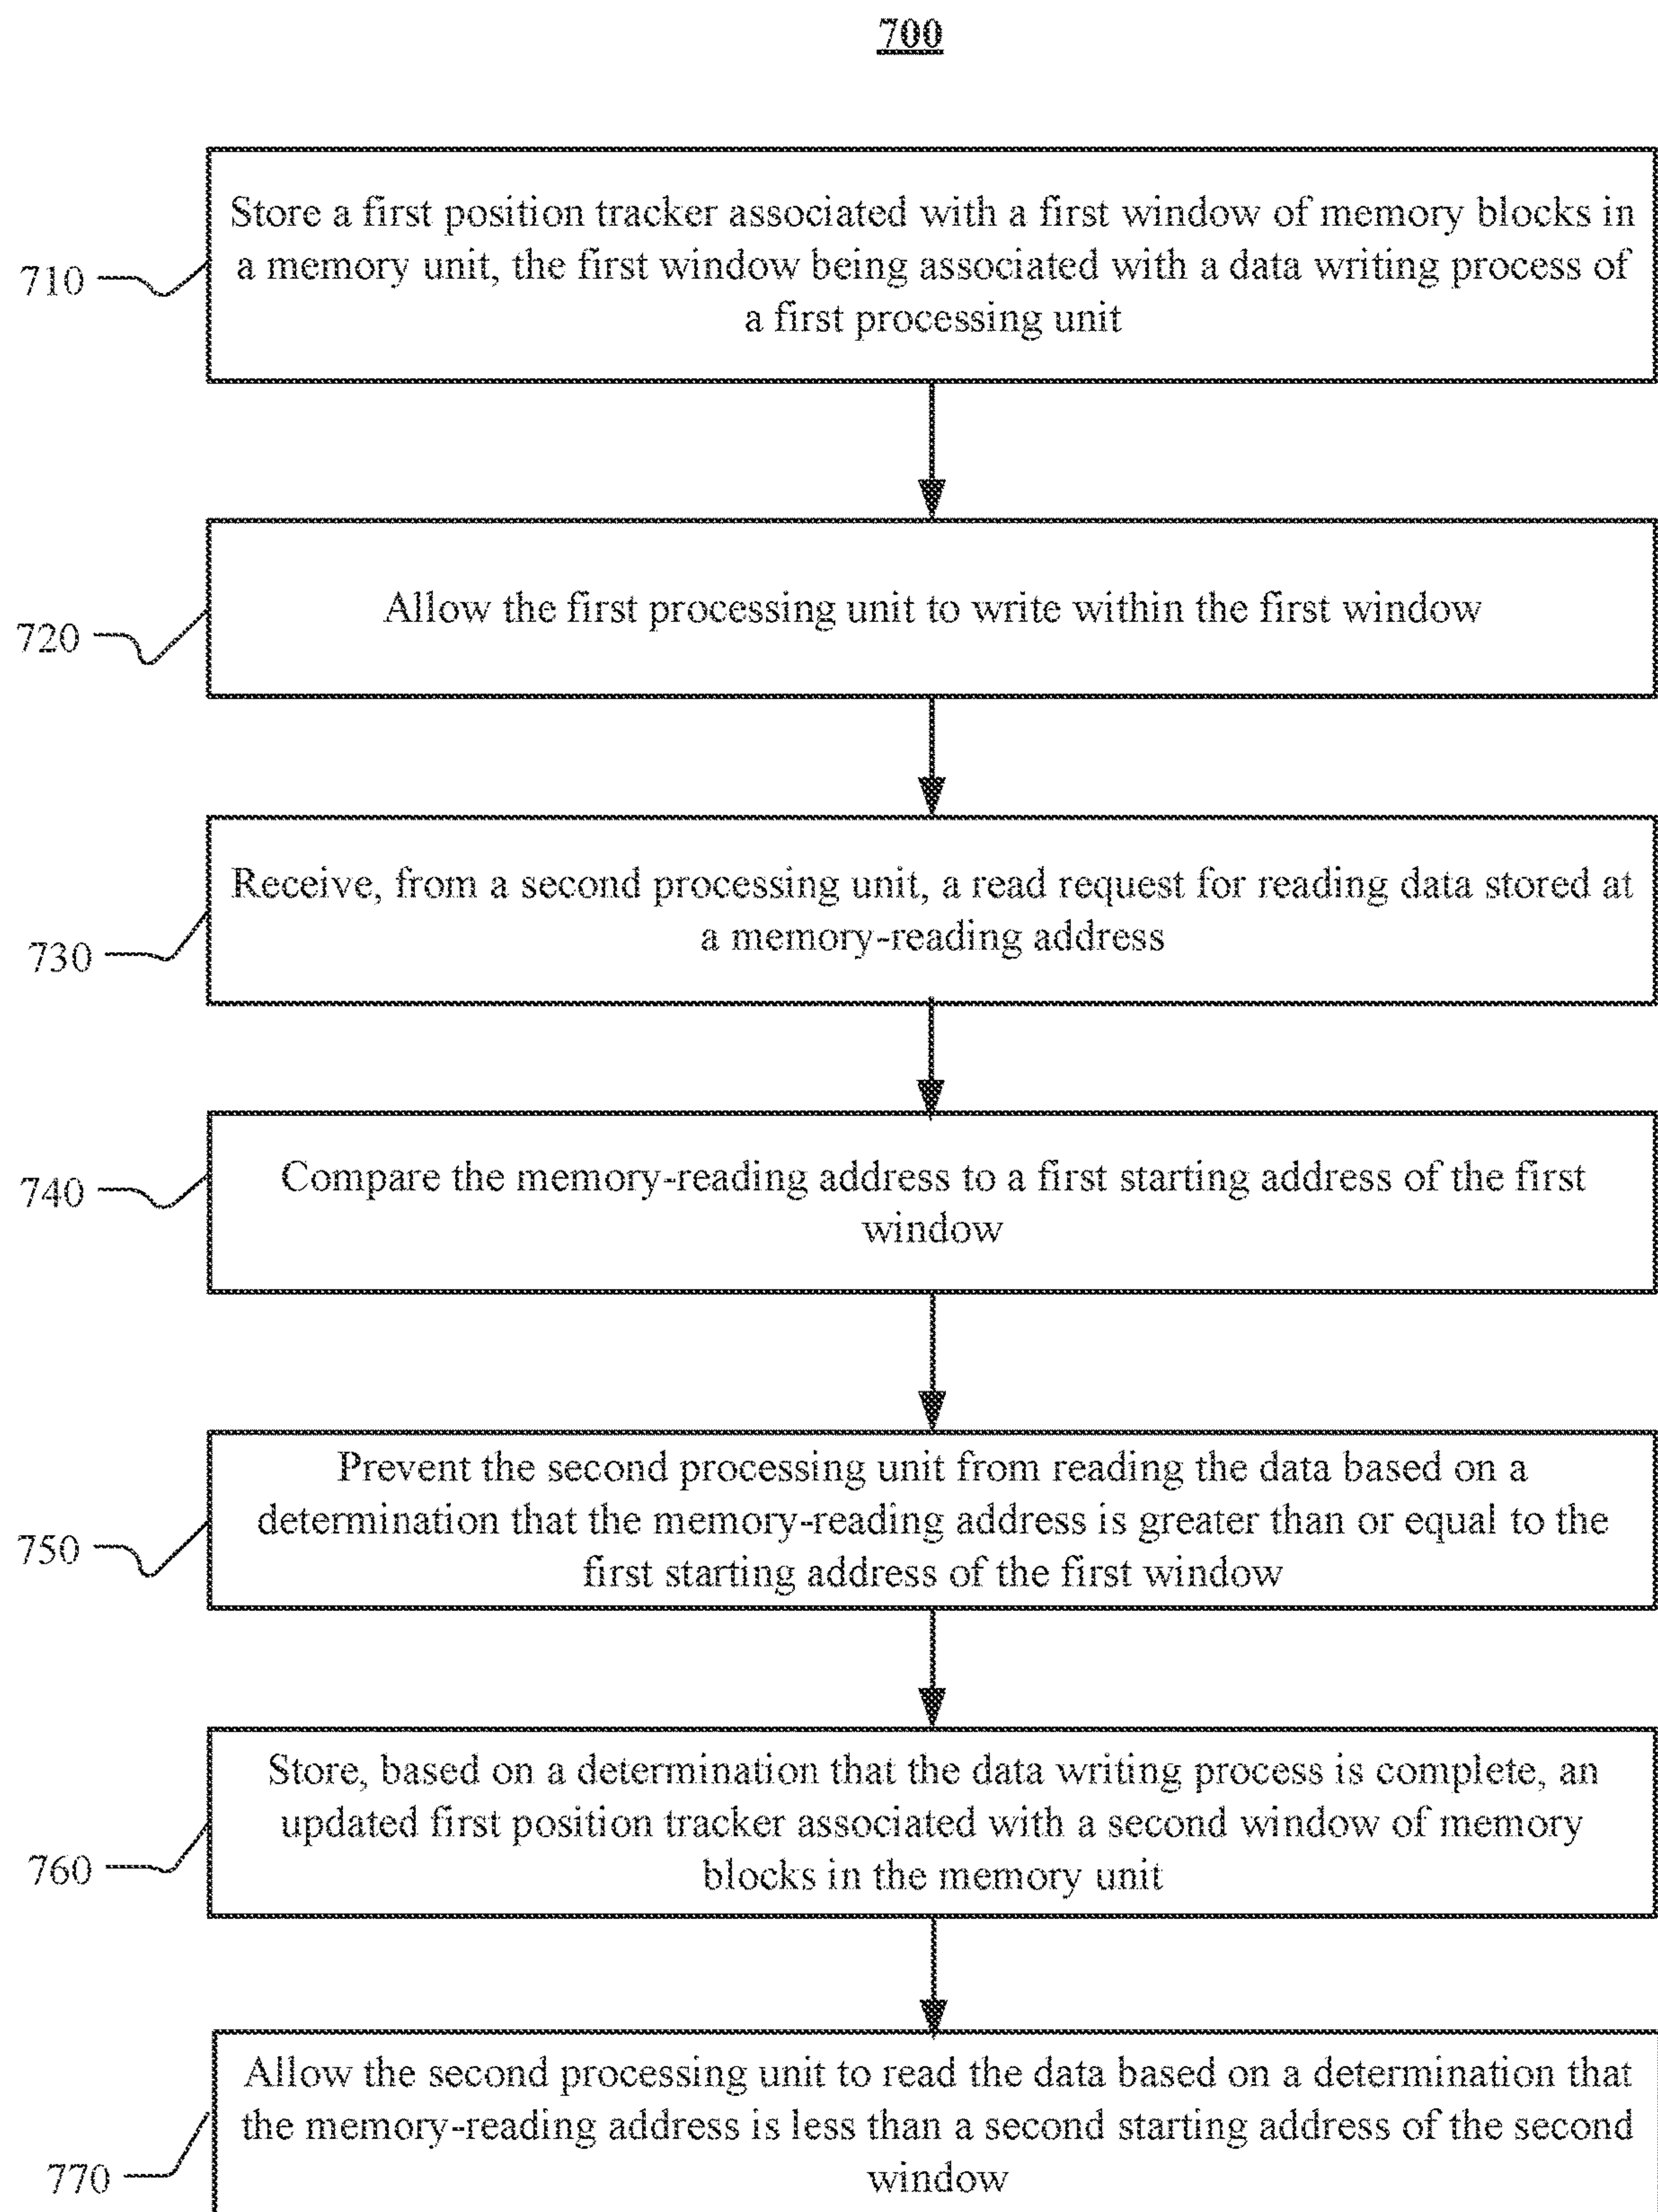 700
Store a first position tracker associated with a first window of memory blocks in
a memory unit, the first window being associated with a data writing process of
a first processing unit
710
Allow the first processing unit to write within the first window
720
Receive, from a second processing unit, a read request for reading data stored at
a memory-reading address
730
Compare the memory-reading address to a first starting address of the first
window
740
Prevent the second processing unit from reading the data based on a
determination that the memory-reading address is greater than or equal to the
first starting address of the first window
750
Store, based on a determination that the data writing process is complete, an
updated first position tracker associated with a second window of memory
blocks in the memory unit
760
Allow the second processing unit to read the data based on a determination that
the memory-reading address is less than a second starting address of the second
window
770